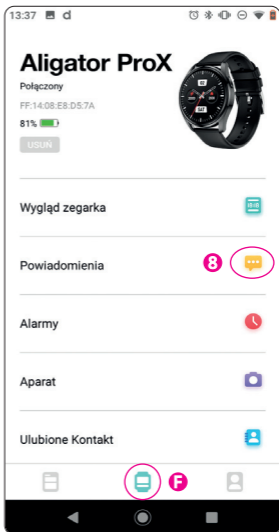 13:37
Aligator ProX
Połączony
FF:14:08:E8:D5:7A
81%
USUŃ
Wygląd zegarka
Powiadomienia
8
Alarmy
Aparat
Ulubione Kontakt
F